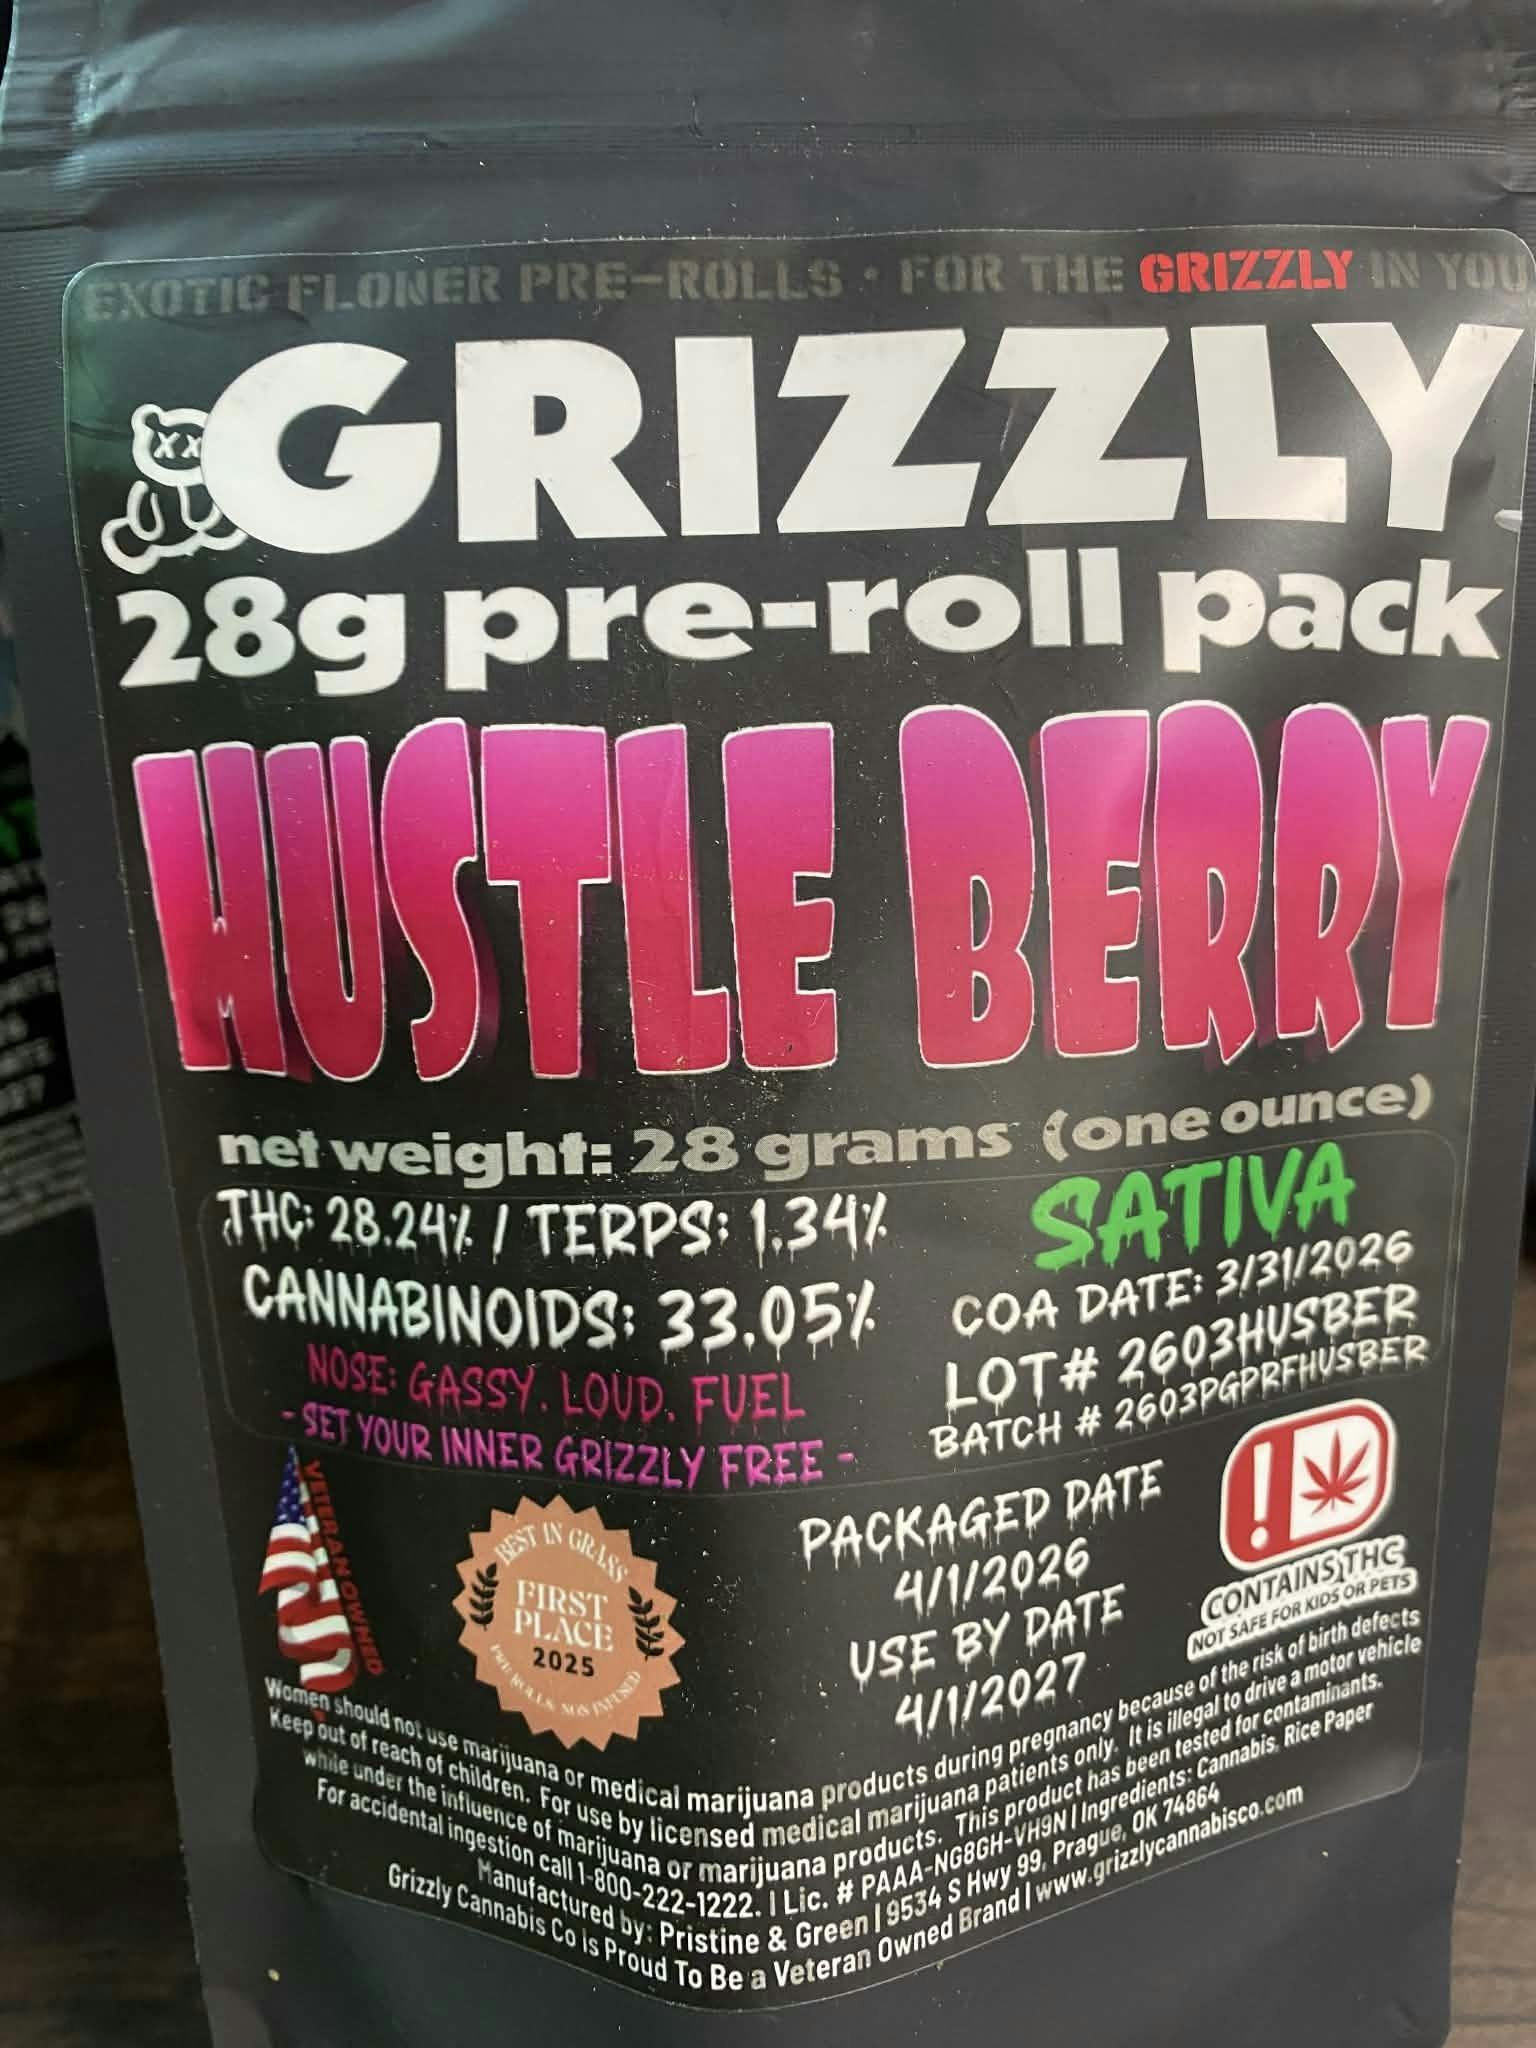 EXOTIC FLOWER PRE-ROLLS • FOR THE GRIZZLY IN YOU
GRIZZLY
28g pre-roll pack
HUSTLE BERRY
net weight: 28 grams (one ounce)
THC: 28.24% / TERPS: 1.34%
CANNABINOIDS: 33.05%
NOSE: GASSY. LOUD. FUEL
- SET YOUR INNER GRIZZLY FREE -
SATIVA
COA DATE: 3/31/2026
LOT# 2603HUSBER
BATCH # 2603PGPRFHUSBER
VETERAN OWNED
BEST IN GRASS
FIRST
PLACE
2025
PRE-ROLLS, NON INFUSED
PACKAGED DATE
4/1/2026
USE BY DATE
4/1/2027
!
CONTAINS THC
NOT SAFE FOR KIDS OR PETS
Women should not use marijuana or medical marijuana products during pregnancy because of the risk of birth defects
Keep out of reach of children. For use by licensed medical marijuana patients only. It is illegal to drive a motor vehicle
while under the influence of marijuana or marijuana products. This product has been tested for contaminants.
For accidental ingestion call 1-800-222-1222. | Lic. # PAAA-NG8GH-VH9N | Ingredients: Cannabis, Rice Paper
Manufactured by: Pristine & Green | 9534 S Hwy 99, Prague, OK 74864
Grizzly Cannabis Co is Proud To Be a Veteran Owned Brand | www.grizzlycannabisco.com